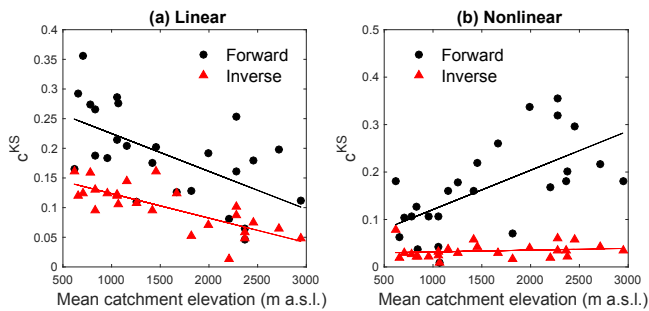 (a) Linear
0.4
0.35
0.3
0.25
0.2
0.15
0.1
0.05
0
c^KS
Forward
Inverse
500 1000 1500 2000 2500 3000
Mean catchment elevation (m a.s.l.)
(b) Nonlinear
0.5
0.4
0.3
0.2
0.1
0
c^KS
Forward
Inverse
500 1000 1500 2000 2500 3000
Mean catchment elevation (m a.s.l.)